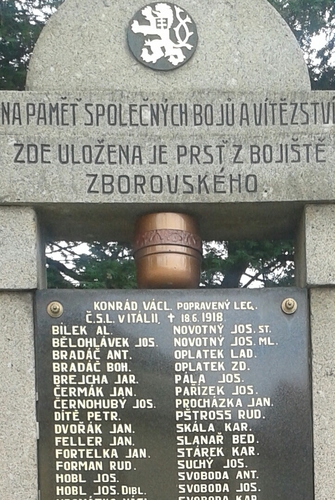 NA PAMĚŤ SPOLEČNÝCH BOJŮ A VÍTĚZSTVÍ
ZDE ULOŽENA JE PRSŤ Z BOJIŠTĚ
ZBOROVSKÉHO.
KONRÁD VÁCL. POPRAVENÝ LEG.
Č.S.L. V ITÁLII, † 18.6. 1918
BÍLEK AL.
BĚLOHLÁVEK JOS.
BRADÁČ ANT.
BRADÁČ BOH.
BREJCHA JAR.
ČERMÁK JAN.
ČERNOHUBÝ JOS.
DÍTĚ PETR.
DVOŘÁK JAN.
FELLER JAN.
FORTELKA JAN.
FORMAN RUD.
HOBL JOS.
HOBL JOS. DIBL.
NOVOTNÝ JOS. ST.
NOVOTNÝ JOS. ML.
OPLATEK LAD.
OPLATEK ZD.
PÁLA JOS.
PAŘÍZEK JOS.
PROCHÁZKA JAN.
PŠTROSS RUD.
SKÁLA KAR.
SLANAŘ BED.
STÁREK KAR.
SUCHÝ JOS.
SVOBODA ANT.
SVOBODA JOS.
SVOBODA KAR.